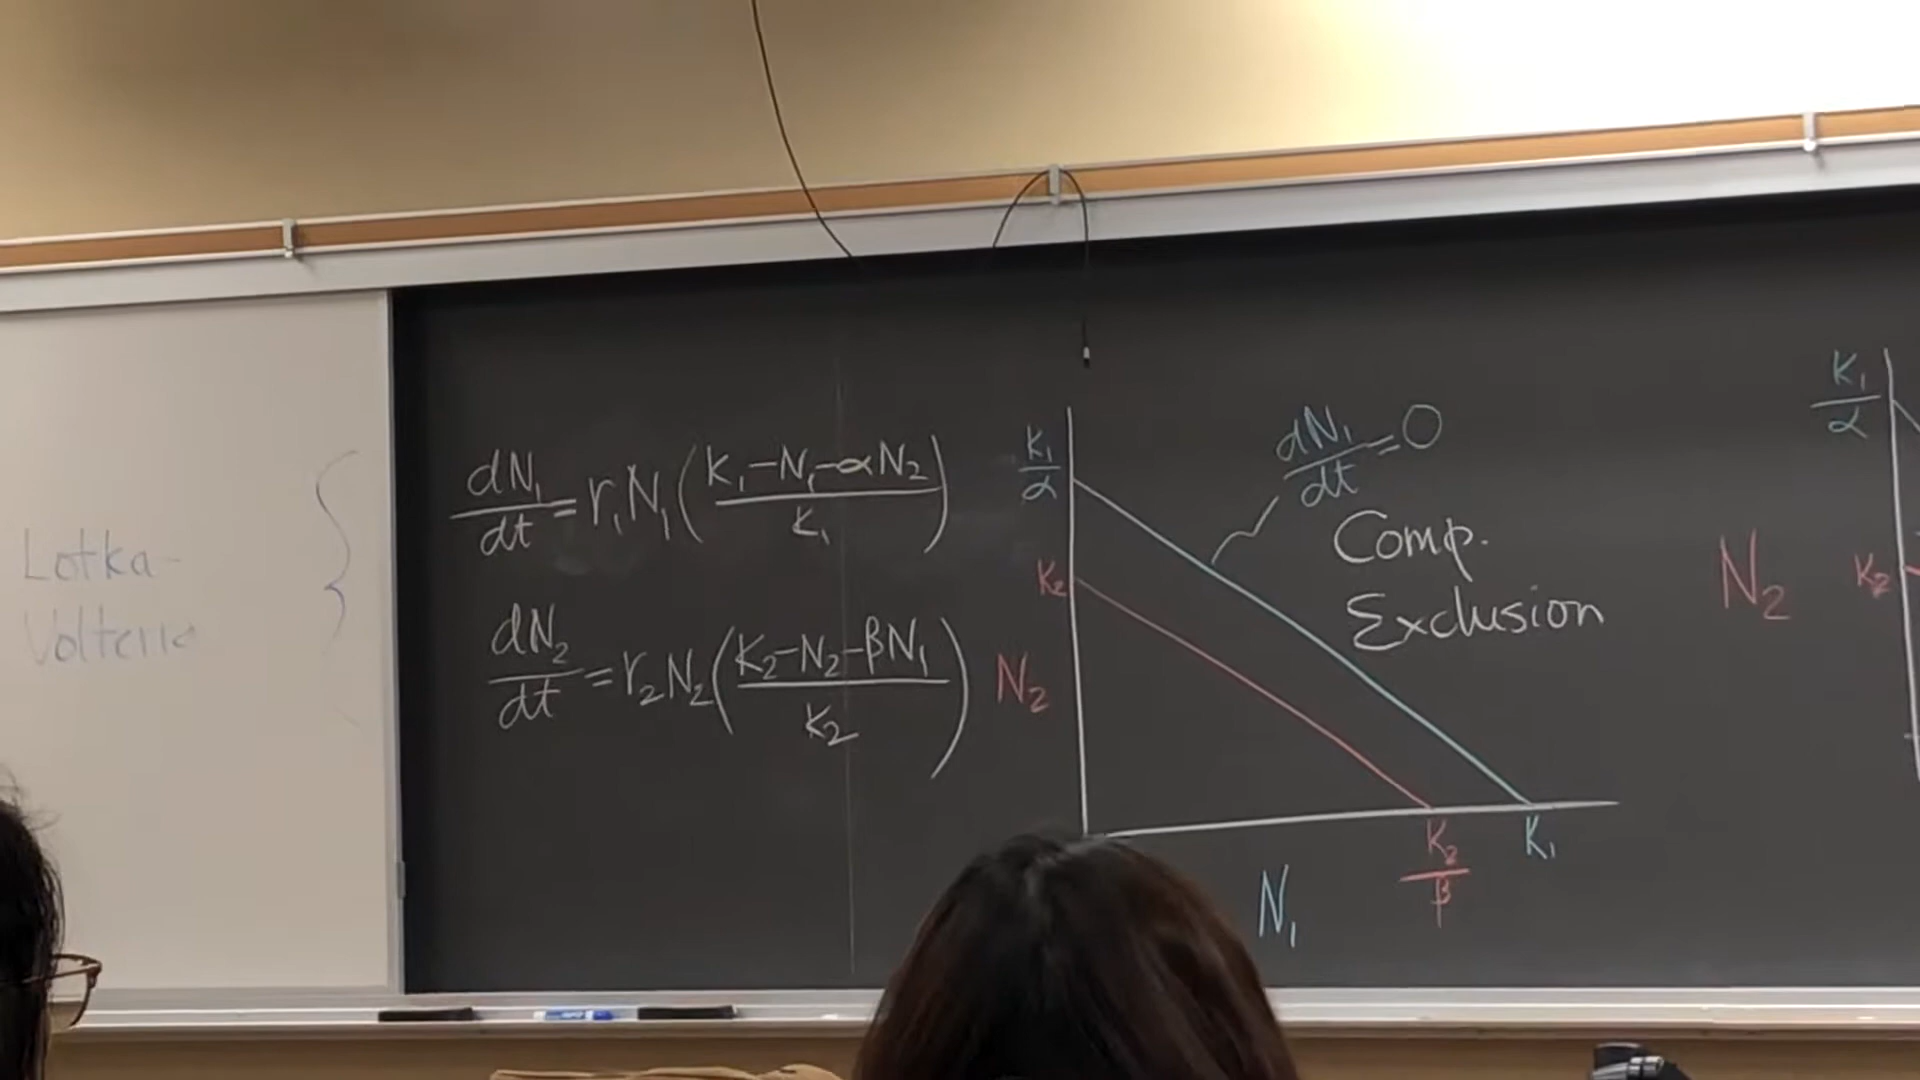 Lotka-
Volterra
dN₁/dt = r₁N₁((K₁-N₁-αN₂)/K₁)
dN₂/dt = r₂N₂((K₂-N₂-βN₁)/K₂)
K₁/α
K₂
N₂
dN₁/dt = 0
Comp.
Exclusion
K₂/β
K₁
N₁
K₁/α
N₂
K₂